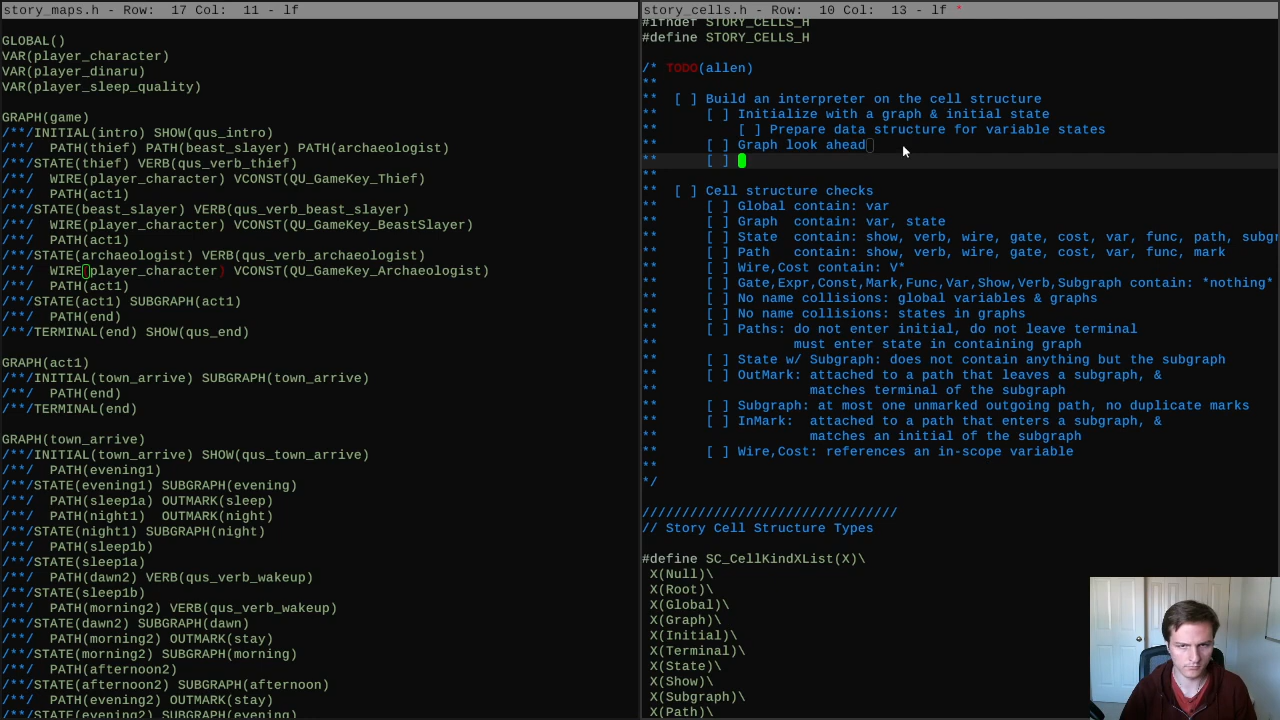 story_maps.h - Row:  17 Col:  11 - lf
GLOBAL()
VAR(player_character)
VAR(player_dinaru)
VAR(player_sleep_quality)
GRAPH(game)
/**/INITIAL(intro) SHOW(qus_intro)
/**/  PATH(thief) PATH(beast_slayer) PATH(archaeologist)
/**/STATE(thief) VERB(qus_verb_thief)
/**/  WIRE(player_character) VCONST(QU_GameKey_Thief)
/**/  PATH(act1)
/**/STATE(beast_slayer) VERB(qus_verb_beast_slayer)
/**/  WIRE(player_character) VCONST(QU_GameKey_BeastSlayer)
/**/  PATH(act1)
/**/STATE(archaeologist) VERB(qus_verb_archaeologist)
/**/  WIRE(player_character) VCONST(QU_GameKey_Archaeologist)
/**/  PATH(act1)
/**/STATE(act1) SUBGRAPH(act1)
/**/  PATH(end)
/**/TERMINAL(end) SHOW(qus_end)
GRAPH(act1)
/**/INITIAL(town_arrive) SUBGRAPH(town_arrive)
/**/  PATH(end)
/**/TERMINAL(end)
GRAPH(town_arrive)
/**/INITIAL(town_arrive) SHOW(qus_town_arrive)
/**/  PATH(evening1)
/**/STATE(evening1) SUBGRAPH(evening)
/**/  PATH(sleep1a) OUTMARK(sleep)
/**/  PATH(night1)  OUTMARK(night)
/**/STATE(night1) SUBGRAPH(night)
/**/  PATH(sleep1b)
/**/STATE(sleep1a)
/**/  PATH(dawn2) VERB(qus_verb_wakeup)
/**/STATE(sleep1b)
/**/  PATH(morning2) VERB(qus_verb_wakeup)
/**/STATE(dawn2) SUBGRAPH(dawn)
/**/  PATH(morning2) OUTMARK(stay)
/**/STATE(morning2) SUBGRAPH(morning)
/**/  PATH(afternoon2)
/**/STATE(afternoon2) SUBGRAPH(afternoon)
/**/  PATH(evening2) OUTMARK(stay)
/**/STATE(evening2) SUBGRAPH(evening)
story_cells.h - Row:  10 Col:  13 - lf *
#ifndef STORY_CELLS_H
#define STORY_CELLS_H
/* TODO(allen)
**
**  [ ] Build an interpreter on the cell structure
**      [ ] Initialize with a graph & initial state
**          [ ] Prepare data structure for variable states
**      [ ] Graph look ahead
**      [ ]
**
**  [ ] Cell structure checks
**      [ ] Global contain: var
**      [ ] Graph  contain: var, state
**      [ ] State  contain: show, verb, wire, gate, cost, var, func, path, subgr
**      [ ] Path   contain: show, verb, wire, gate, cost, var, func, mark
**      [ ] Wire,Cost contain: V*
**      [ ] Gate,Expr,Const,Mark,Func,Var,Show,Verb,Subgraph contain: *nothing*
**      [ ] No name collisions: global variables & graphs
**      [ ] No name collisions: states in graphs
**      [ ] Paths: do not enter initial, do not leave terminal
**                 must enter state in containing graph
**      [ ] State w/ Subgraph: does not contain anything but the subgraph
**      [ ] OutMark: attached to a path that leaves a subgraph, &
**                   matches terminal of the subgraph
**      [ ] Subgraph: at most one unmarked outgoing path, no duplicate marks
**      [ ] InMark:  attached to a path that enters a subgraph, &
**                   matches an initial of the subgraph
**      [ ] Wire,Cost: references an in-scope variable
**
*/
////////////////////////////////
// Story Cell Structure Types
#define SC_CellKindXList(X)\
X(Null)\
X(Root)\
X(Global)\
X(Graph)\
X(Initial)\
X(Terminal)\
X(State)\
X(Show)\
X(Subgraph)\
X(Path)\